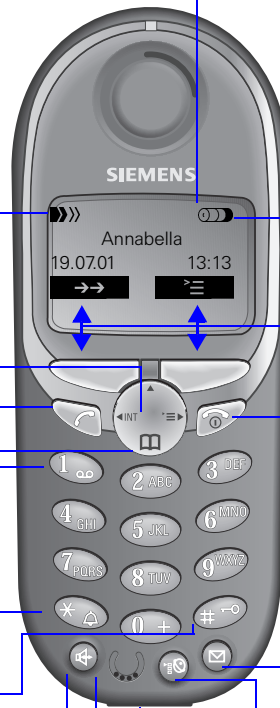 SIEMENS
Annabella
19.07.01 13:13
INT
1
2 ABC
3 DEF
4 GHI
5 JKL
6 MNO
7 PQRS
8 TUV
9 WXYZ
* 0 + #